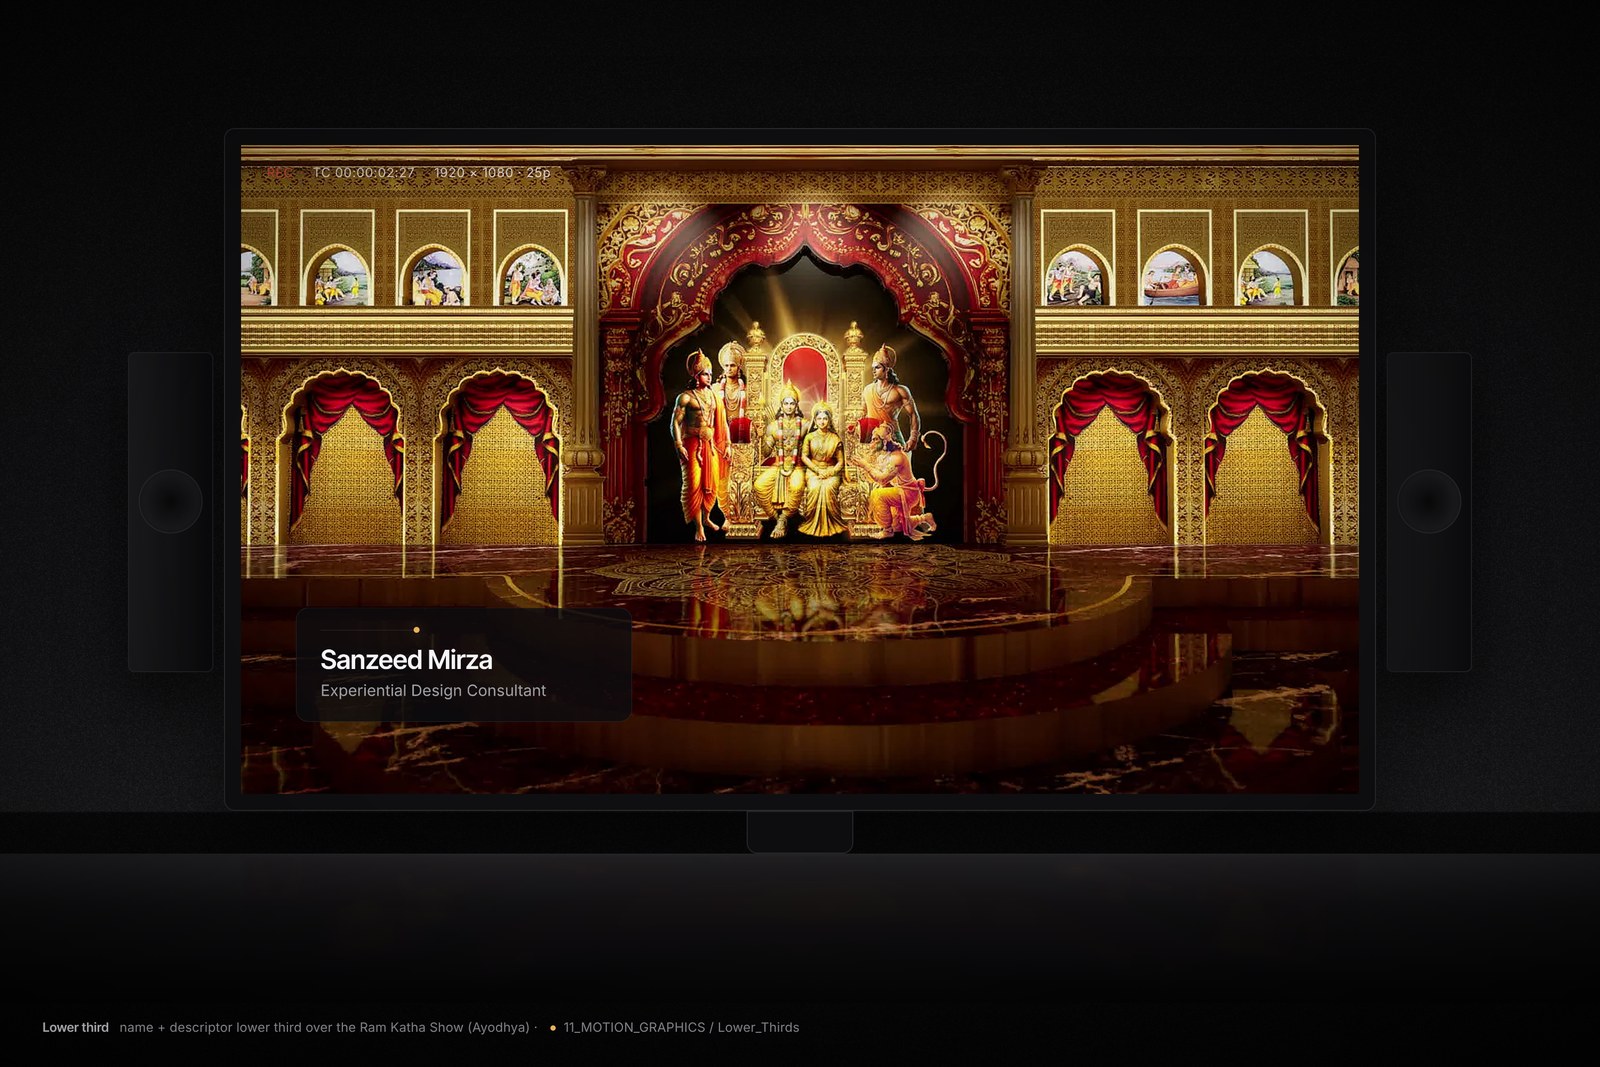 REC TC 00:00:02:27 · 1920 × 1080 · 25p
Sanzeed Mirza
Experiential Design Consultant
Lower third name + descriptor lower third over the Ram Katha Show (Ayodhya) · • 11_MOTION_GRAPHICS / Lower_Thirds